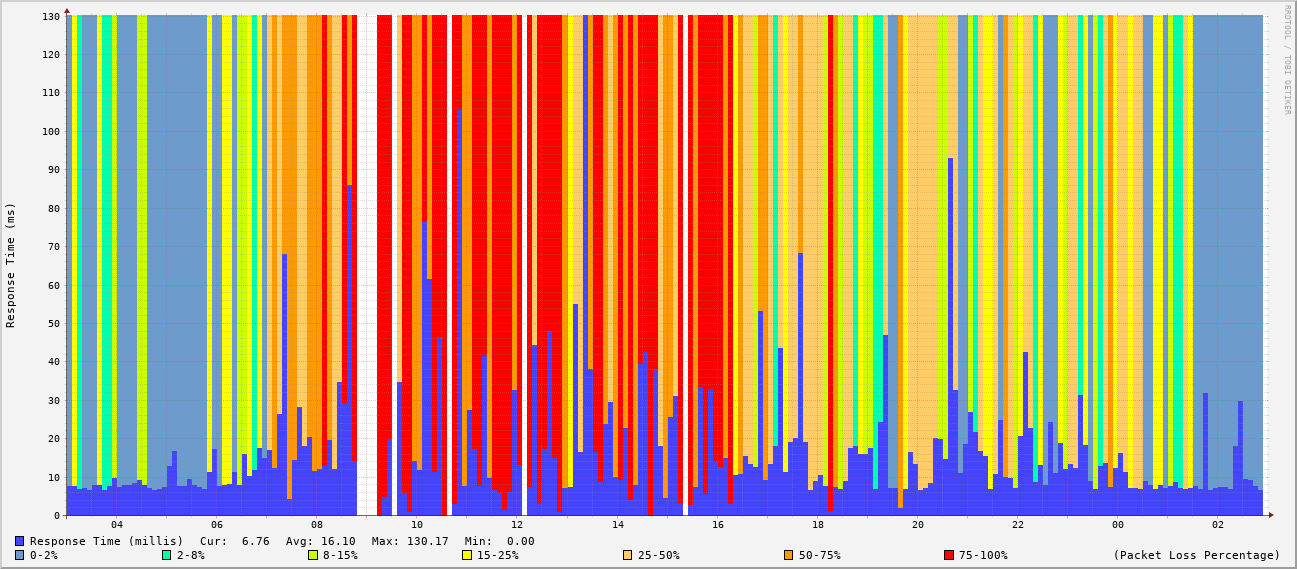 RRDTOOL / TOBI OETIKER
Response Time (ms)
130
120
110
100
90
80
70
60
50
40
30
20
10
0
04 06 08 10 12 14 16 18 20 22 00 02
Response Time (millis) Cur: 6.76 Avg: 16.10 Max: 130.17 Min: 0.00
0-2% 2-8% 8-15% 15-25% 25-50% 50-75% 75-100% (Packet Loss Percentage)